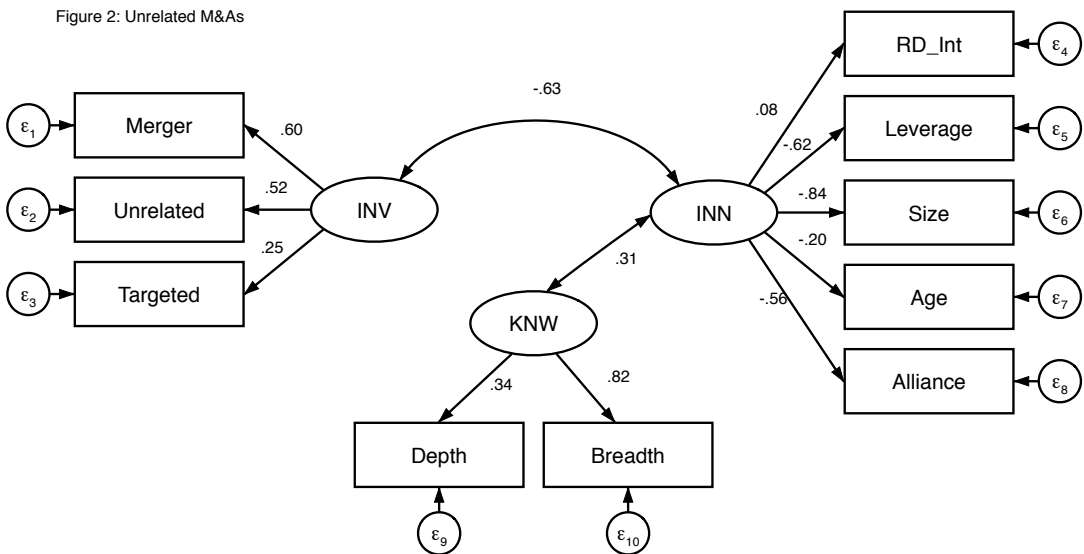 Figure 2: Unrelated M&As
RD_Int
ε4
-.63
Merger
ε1
.60
.08
Leverage
ε5
-.62
Unrelated
ε2
.52
INV
INN
-.84
Size
ε6
.25
-.20
.31
Targeted
ε3
-.56
Age
ε7
KNW
Alliance
ε8
.34
.82
Depth
Breadth
ε9
ε10